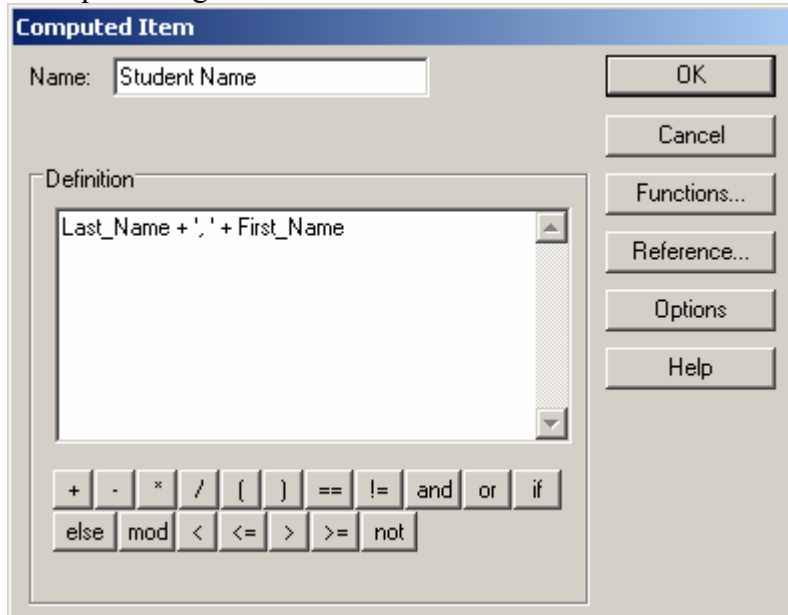 Computed Item
Name: Student Name
OK
Cancel
Definition
Functions...
Last_Name + ', ' + First_Name
Reference...
Options
Help
+ - * / ( ) == != and or if
else mod < <= > >= not